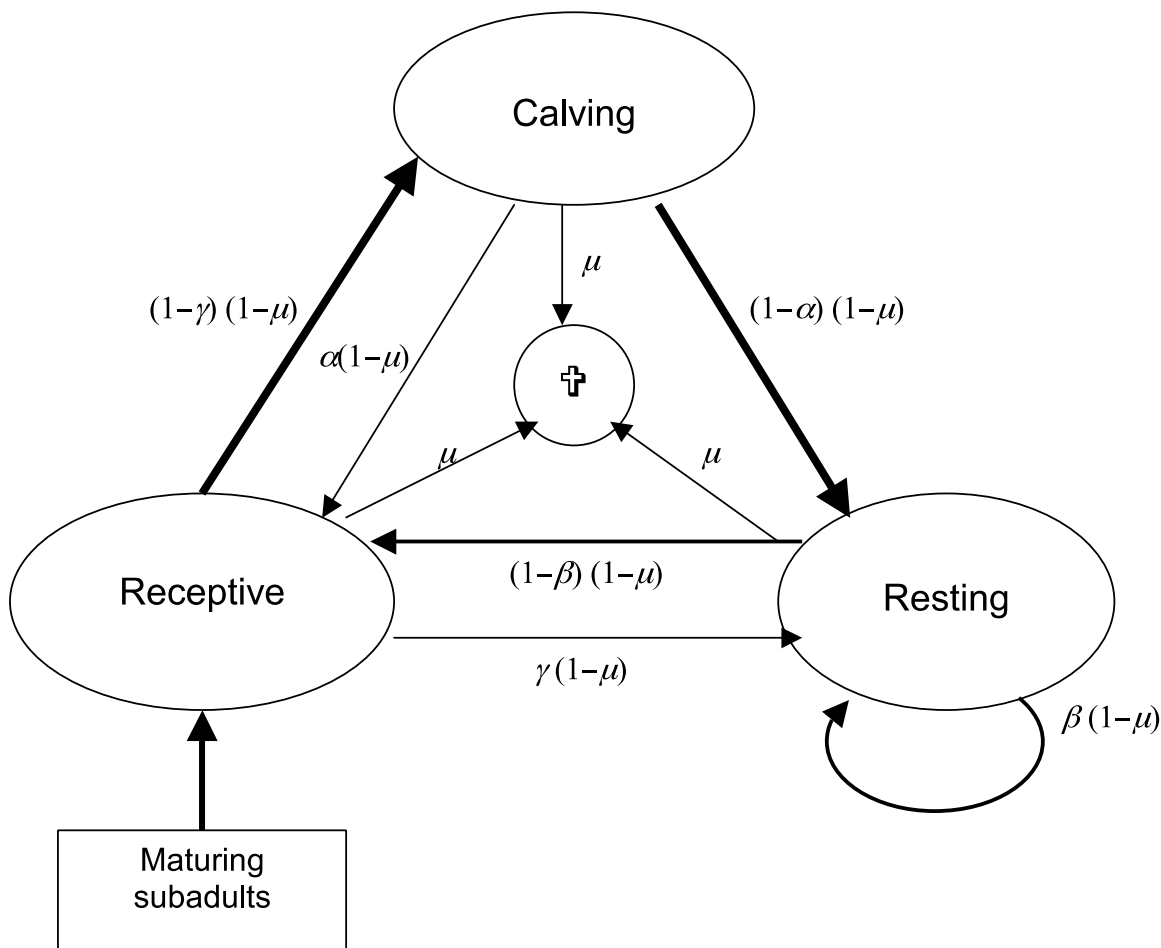 Calving
μ
(1−γ) (1−μ)
(1−α) (1−μ)
α(1−μ)
✞
μ
μ
(1−β) (1−μ)
Receptive
Resting
γ (1−μ)
β (1−μ)
Maturing
subadults